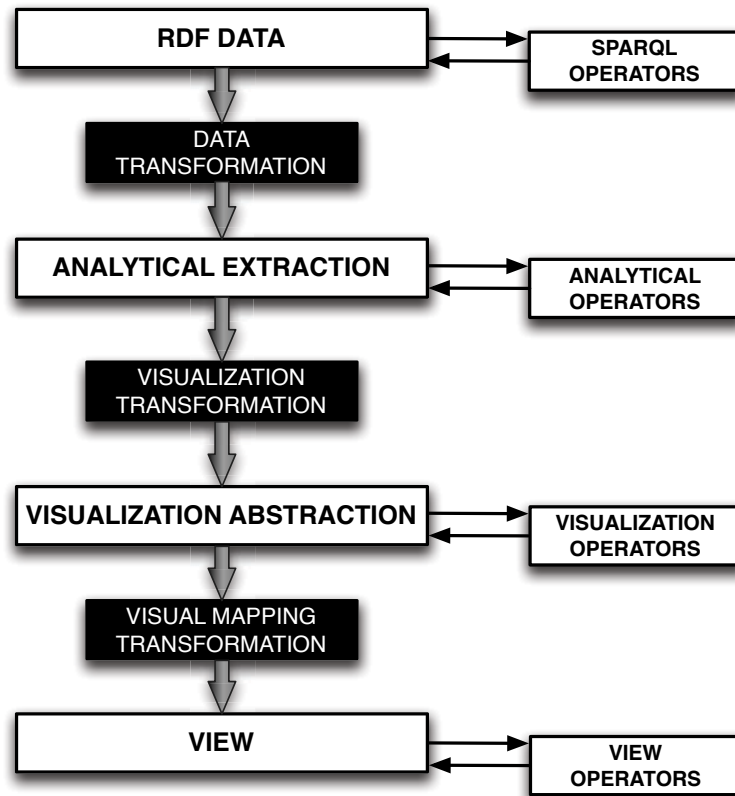 RDF DATA
SPARQL
OPERATORS
DATA
TRANSFORMATION
ANALYTICAL EXTRACTION
ANALYTICAL
OPERATORS
VISUALIZATION
TRANSFORMATION
VISUALIZATION ABSTRACTION
VISUALIZATION
OPERATORS
VISUAL MAPPING
TRANSFORMATION
VIEW
VIEW
OPERATORS